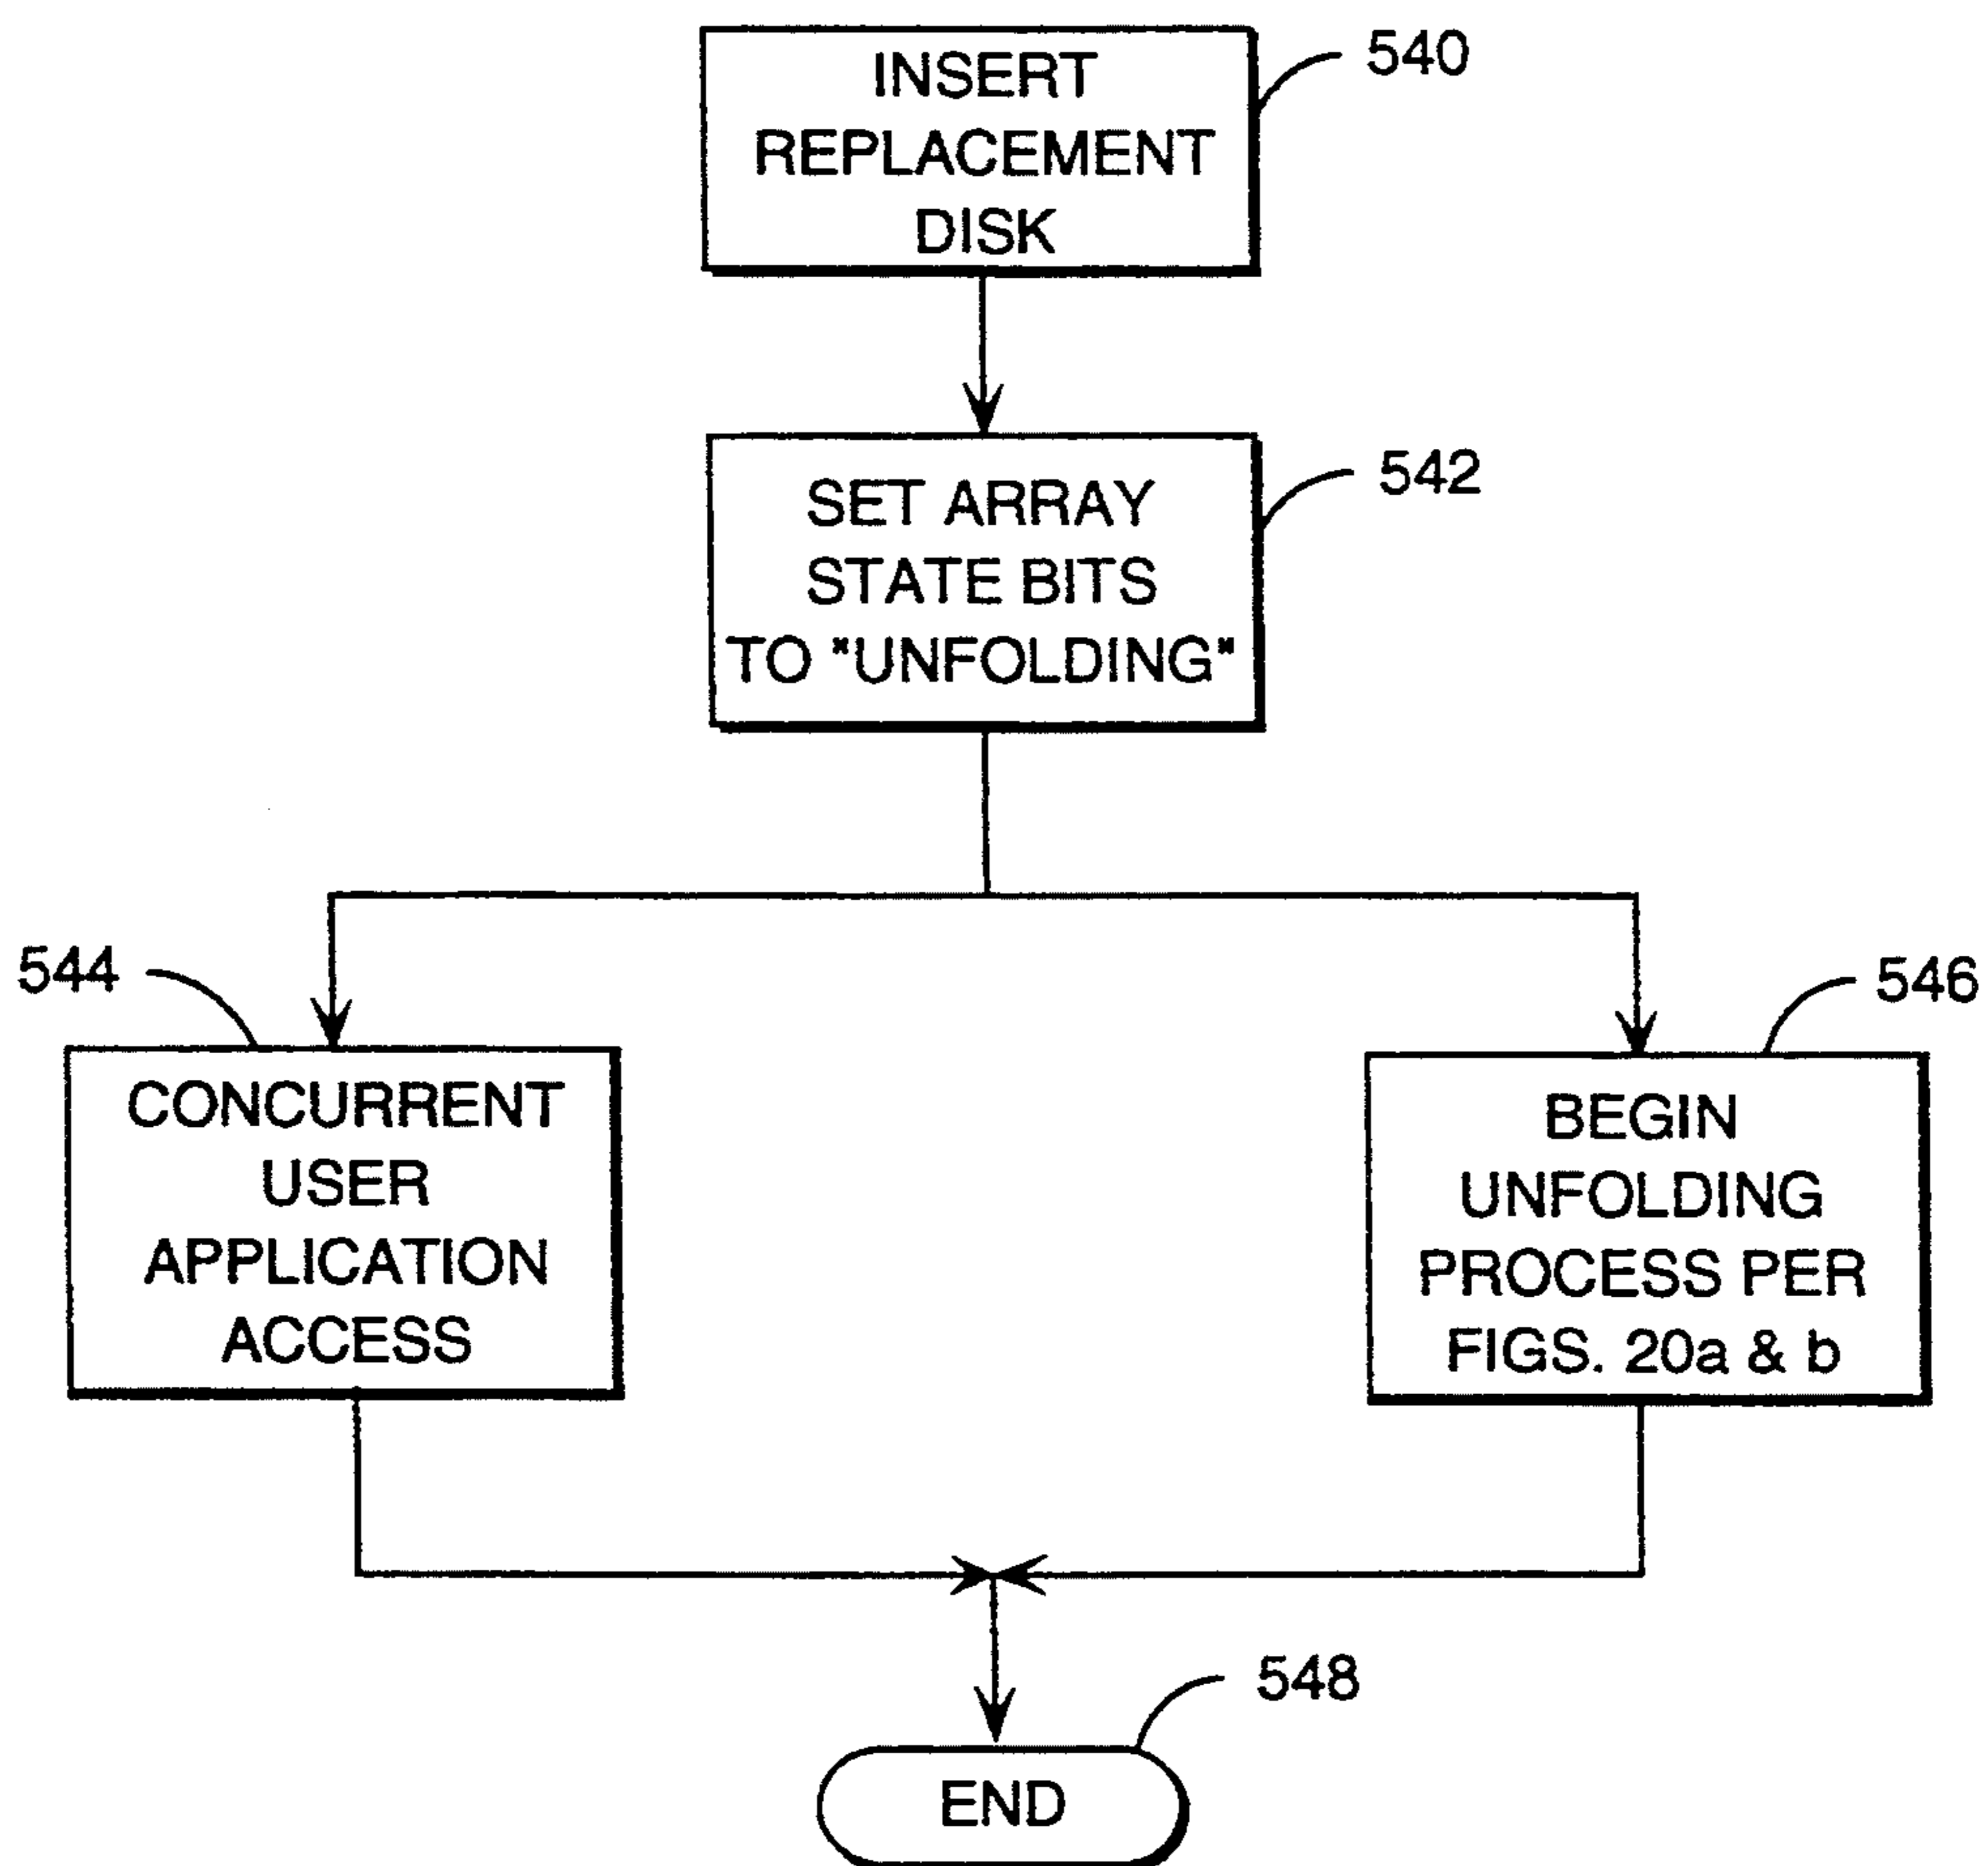 INSERT
REPLACEMENT
DISK
540
SET ARRAY
STATE BITS
TO "UNFOLDING"
542
544
CONCURRENT
USER
APPLICATION
ACCESS
546
BEGIN
UNFOLDING
PROCESS PER
FIGS. 20a & b
548
END